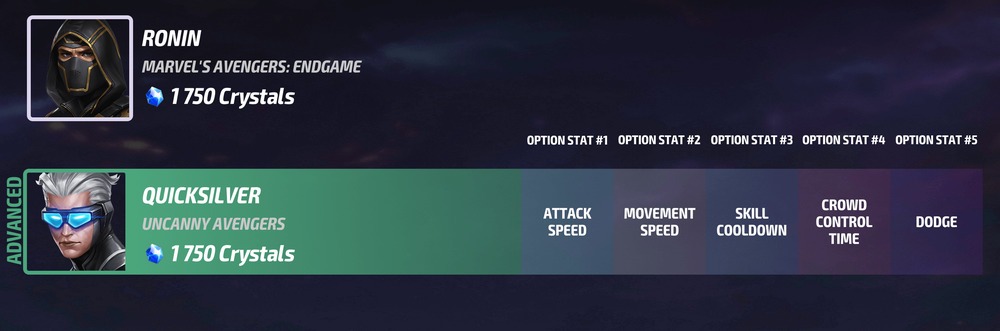 RONIN
MARVEL'S AVENGERS: ENDGAME
1 750 Crystals
OPTION STAT #1 OPTION STAT #2 OPTION STAT #3 OPTION STAT #4 OPTION STAT #5
ADVANCED
QUICKSILVER
UNCANNY AVENGERS
1 750 Crystals
ATTACK
SPEED
MOVEMENT
SPEED
SKILL
COOLDOWN
CROWD
CONTROL
TIME
DODGE